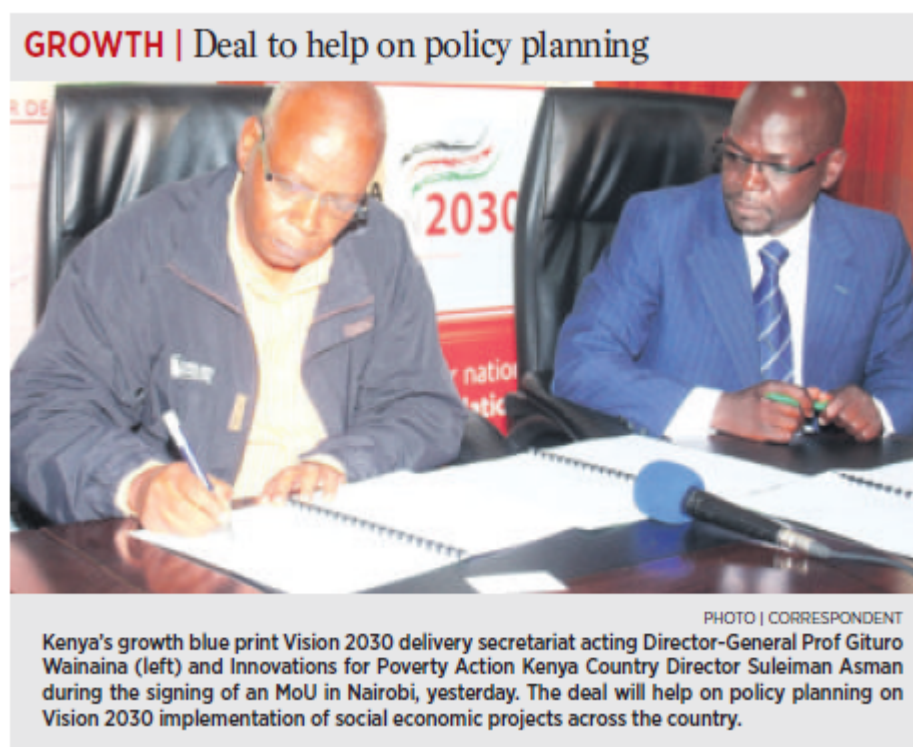 GROWTH | Deal to help on policy planning
R DE
2030
r nation
PHOTO | CORRESPONDENT
Kenya's growth blue print Vision 2030 delivery secretariat acting Director-General Prof Gituro
Wainaina (left) and Innovations for Poverty Action Kenya Country Director Suleiman Asman
during the signing of an MoU in Nairobi, yesterday. The deal will help on policy planning on
Vision 2030 implementation of social economic projects across the country.